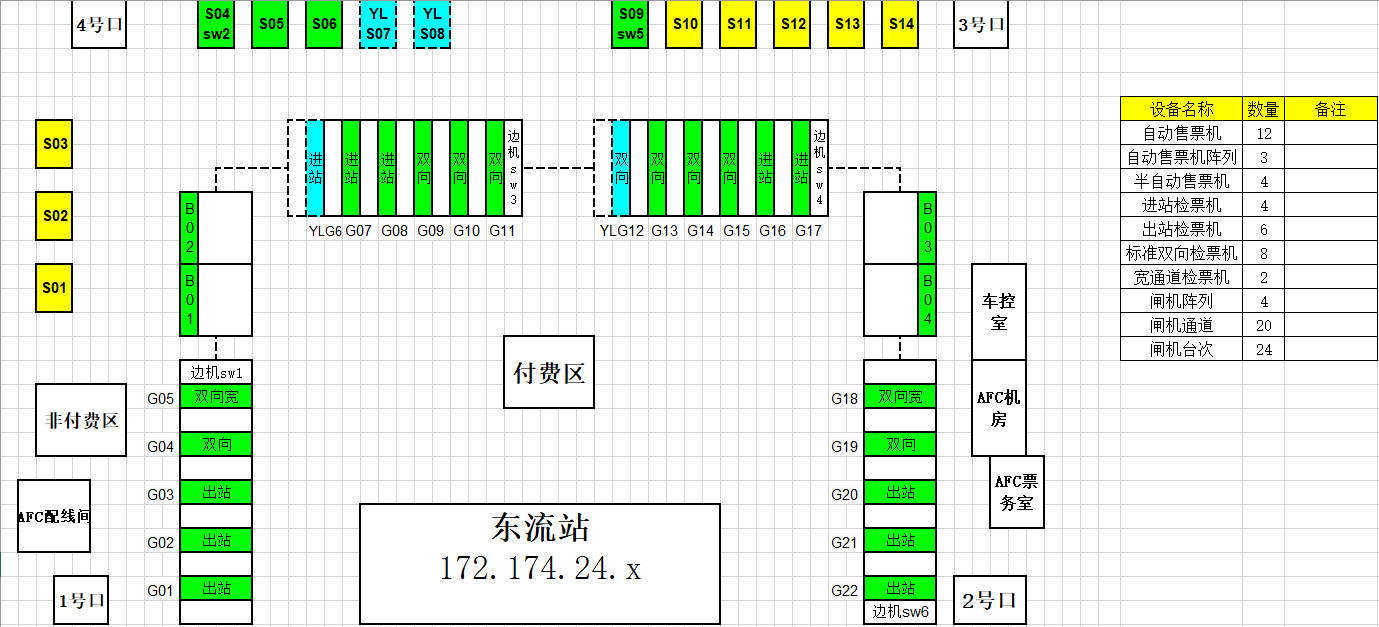 4号口
S04
sw2
S05
S06
YL
S07
YL
S08
S09
sw5
S10
S11
S12
S13
S14
3号口
设备名称 数量 备注
自动售票机 12
自动售票机阵列 3
半自动售票机 4
进站检票机 4
出站检票机 6
标准双向检票机 8
宽通道检票机 2
闸机阵列 4
闸机通道 20
闸机台次 24
S03
S02
S01
进站
进站
进站
双向
双向
双向
边机sw3
双向
双向
双向
双向
进站
进站
边机sw4
YLG6 G07 G08 G09 G10 G11
YLG12 G13 G14 G15 G16 G17
B02
B01
B03
B04
车控
室
付费区
边机sw1
G05 双向宽
G04 双向
G03 出站
G02 出站
G01 出站
非付费区
AFC配线间
1号口
G18 双向宽
G19 双向
G20 出站
G21 出站
G22 出站
边机sw6
AFC机
房
AFC票
务室
2号口
东流站
172.174.24.x